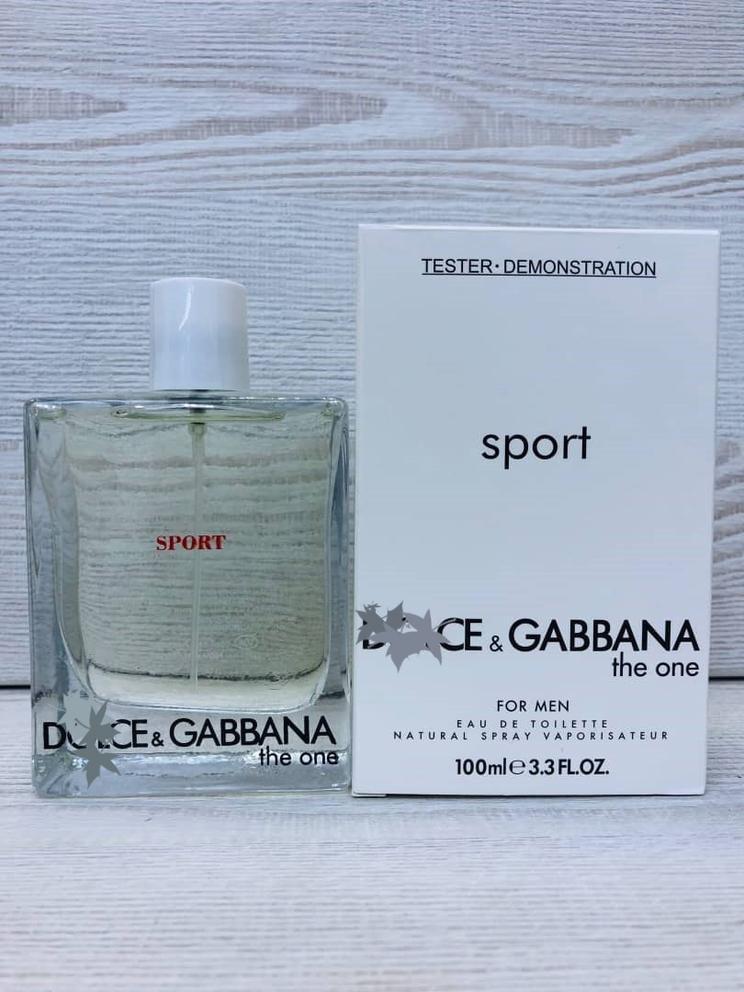 SPORT
DOLCE & GABBANA
the one
TESTER·DEMONSTRATION
sport
CE & GABBANA
the one
FOR MEN
EAU DE TOILETTE
NATURAL SPRAY VAPORISATEUR
100ml℮3.3 FL.OZ.